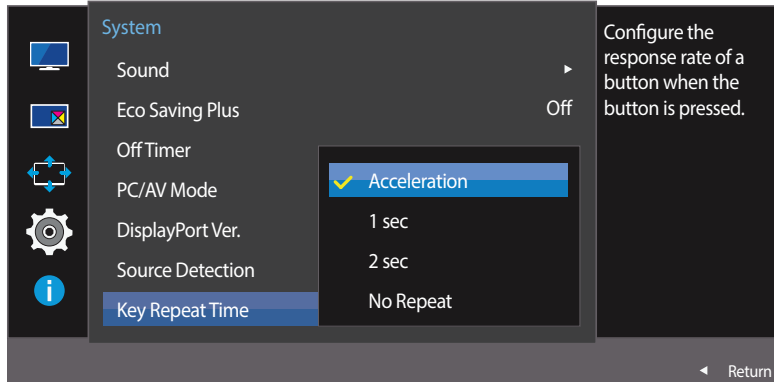 System
Sound
Eco Saving Plus Off
Off Timer
PC/AV Mode
DisplayPort Ver.
Source Detection
Key Repeat Time
Acceleration
1 sec
2 sec
No Repeat
Configure the
response rate of a
button when the
button is pressed.
i
Return